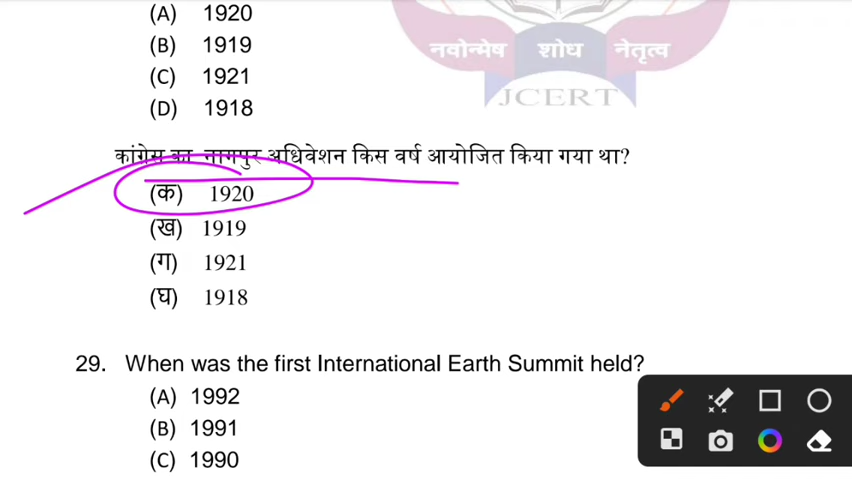 (A) 1920
(B) 1919
नवोन्मेष शोध नेतृत्व
(C) 1921
JCERT
(D) 1918
कांग्रेस का नागपुर अधिवेशन किस वर्ष आयोजित किया गया था?
(क) 1920
(ख) 1919
(ग) 1921
(घ) 1918
29. When was the first International Earth Summit held?
(A) 1992
(B) 1991
(C) 1990